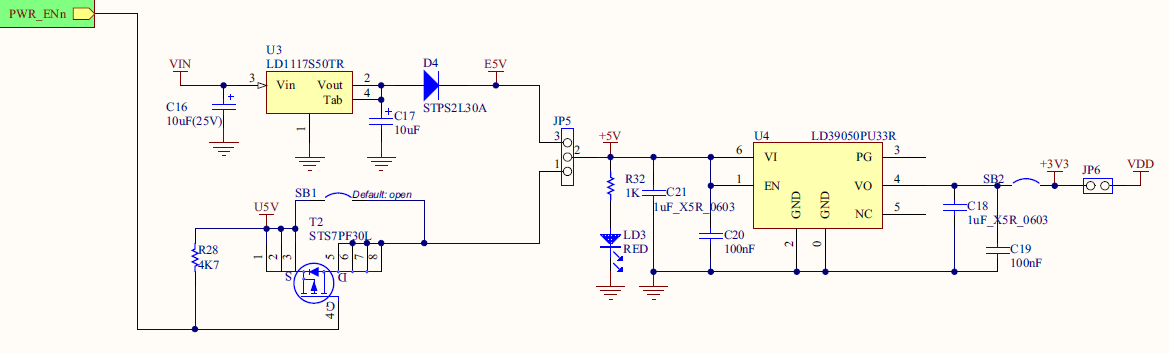 PWR_ENn
U3
LD1117S50TR
VIN
3
Vin
Vout
2
Tab
4
1
C16
10uF(25V)
C17
10uF
D4
STPS2L30A
E5V
JP5
3
2
1
+5V
R32
1K
C21
1uF_X5R_0603
LD3
RED
C20
100nF
U4
LD39050PU33R
6
VI
PG
3
1
EN
VO
4
NC
5
GND
GND
2
0
SB2
+3V3
JP6
VDD
C18
1uF_X5R_0603
C19
100nF
SB1
Default: open
U5V
T2
STS7PF30L
R28
4K7
1
2
3
S
5
6
7
8
D
G
4